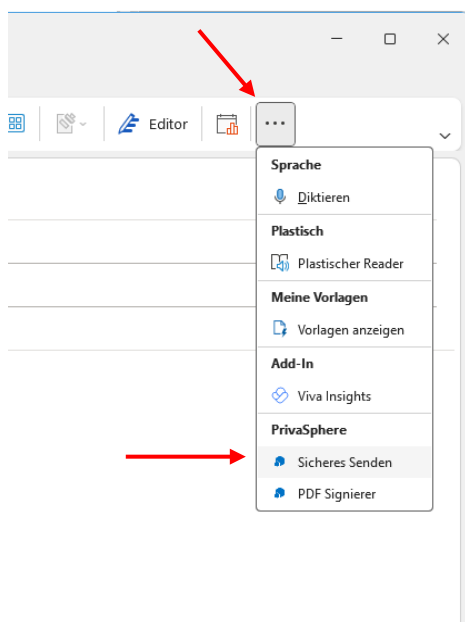 Editor
Sprache
Diktieren
Plastisch
Plastischer Reader
Meine Vorlagen
Vorlagen anzeigen
Add-In
Viva Insights
PrivaSphere
Sicheres Senden
PDF Signierer